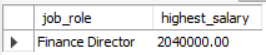 job_role highest_salary
Finance Director 2040000.00